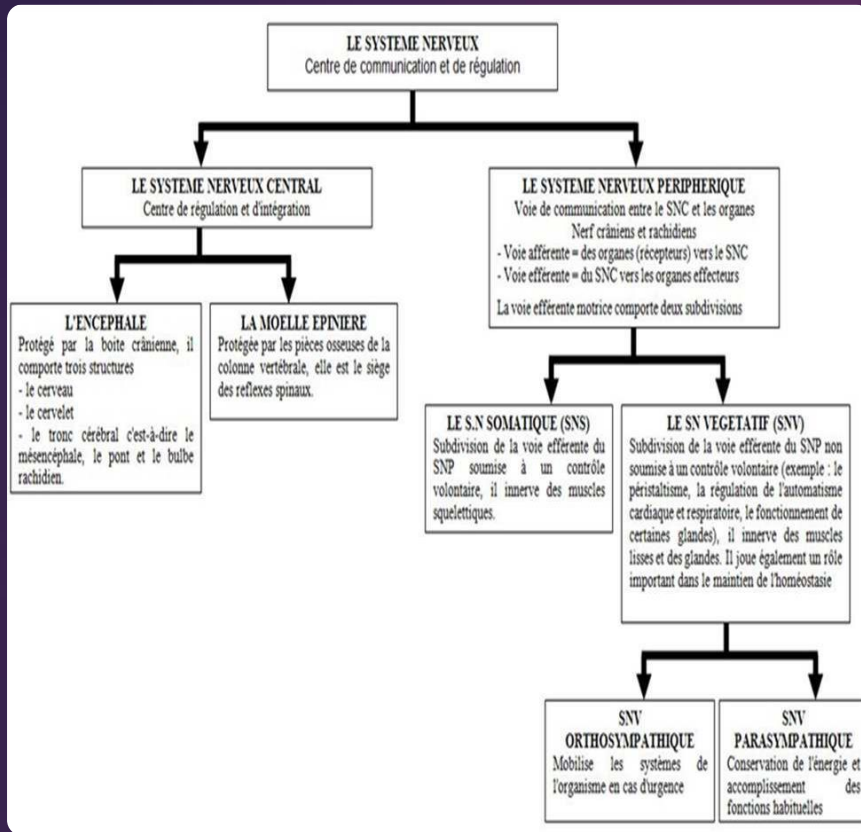 LE SYSTEME NERVEUX
Centre de communication et de régulation
LE SYSTEME NERVEUX CENTRAL
Centre de régulation et d'intégration
LE SYSTEME NERVEUX PERIPHERIQUE
Voie de communication entre le SNC et les organes
Nerf crâniens et rachidiens
- Voie afférente = des organes (récepteurs) vers le SNC
- Voie efférente = du SNC vers les organes effecteurs
La voie efférente motrice comporte deux subdivisions
L'ENCEPHALE
Protégé par la boite crânienne, il
comporte trois structures
- le cerveau
- le cervelet
- le tronc cérébral c'est-à-dire le
mésencéphale, le pont et le bulbe
rachidien.
LA MOELLE EPINIERE
Protégée par les pièces osseuses de la
colonne vertébrale, elle est le siège
des reflexes spinaux.
LE S.N SOMATIQUE (SNS)
Subdivision de la voie efférente du
SNP soumise à un contrôle
volontaire, il innerve des muscles
squelettiques.
LE SN VEGETATIF (SNV)
Subdivision de la voie efférente du SNP non
soumise à un contrôle volontaire (exemple : le
péristaltisme, la régulation de l'automatisme
cardiaque et respiratoire, le fonctionnement de
certaines glandes), il innerve des muscles
lisses et des glandes. Il joue également un rôle
important dans le maintien de l'homéostasie
SNV
ORTHOSYMPATHIQUE
Mobilise les systèmes de
l'organisme en cas d'urgence
SNV
PARASYMPATHIQUE
Conservation de l'énergie et
accomplissement des
fonctions habituelles